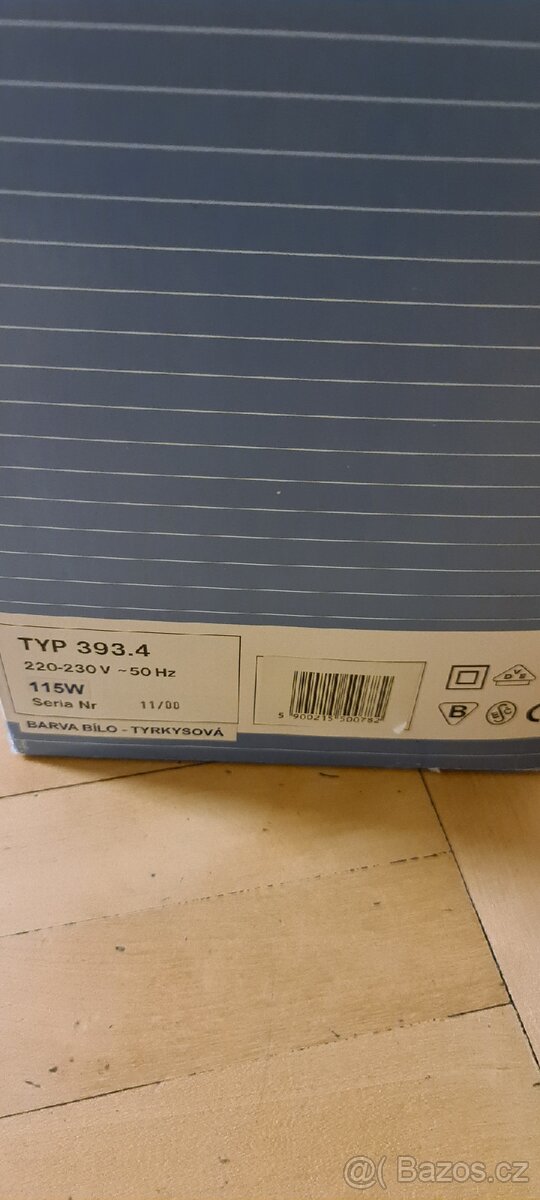 TYP 393.4
220-230 V ~ 50 Hz
115W
Seria Nr 11/00
BARVA BÍLO - TYRKYSOVÁ
5 900215 500782
D V E
B
@( Bazos.cz